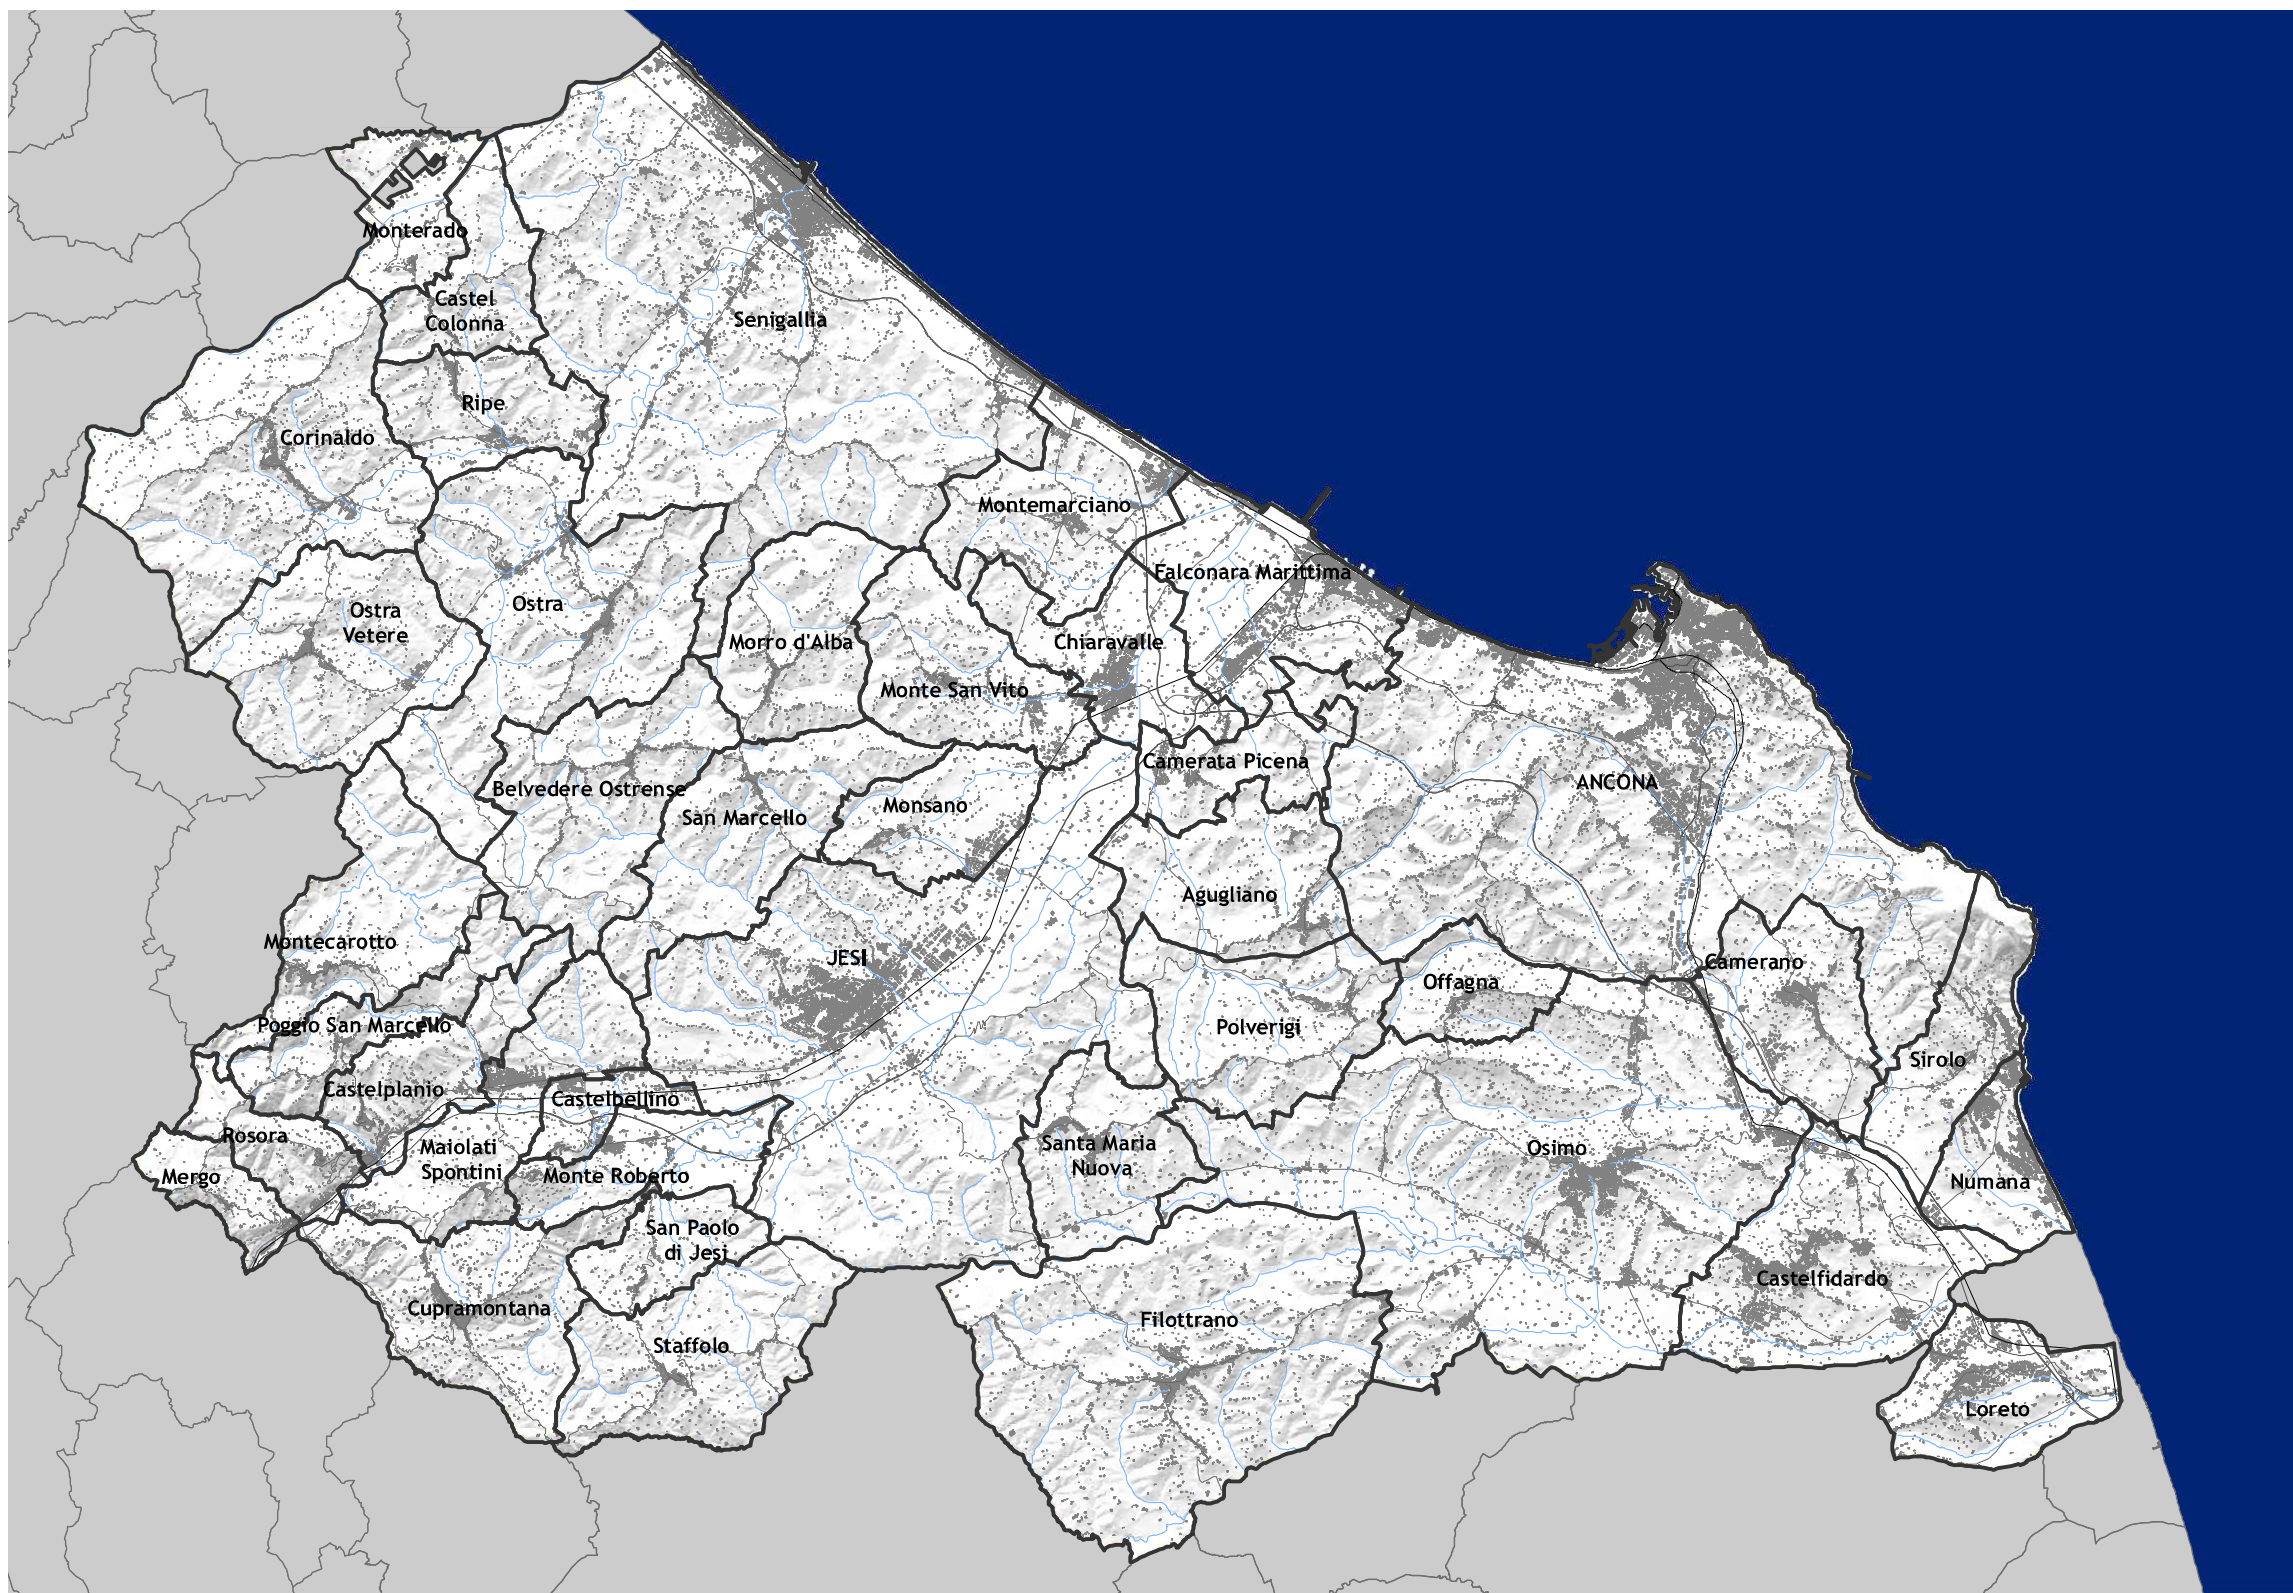 Monterado
Castel
Colonna
Senigallia
Ripe
Corinaldo
Montemarciano
Falconara Marittima
Ostra
Ostra
Vetere
Morro d'Alba
Chiaravalle
Monte San Vito
Camerata Picena
ANCONA
Belvedere Ostrense
Monsano
San Marcello
Agugliano
Montecarotto
JESI
Camerano
Offagna
Poggio San Marcello
Polverigi
Sirolo
Castelplanio
Castelbellino
Rosora
Maiolati
Spontini
Santa Maria
Nuova
Osimo
Mergo
Monte Roberto
Numana
San Paolo
di Jesi
Castelfidardo
Cupramontana
Filottrano
Staffolo
Loreto